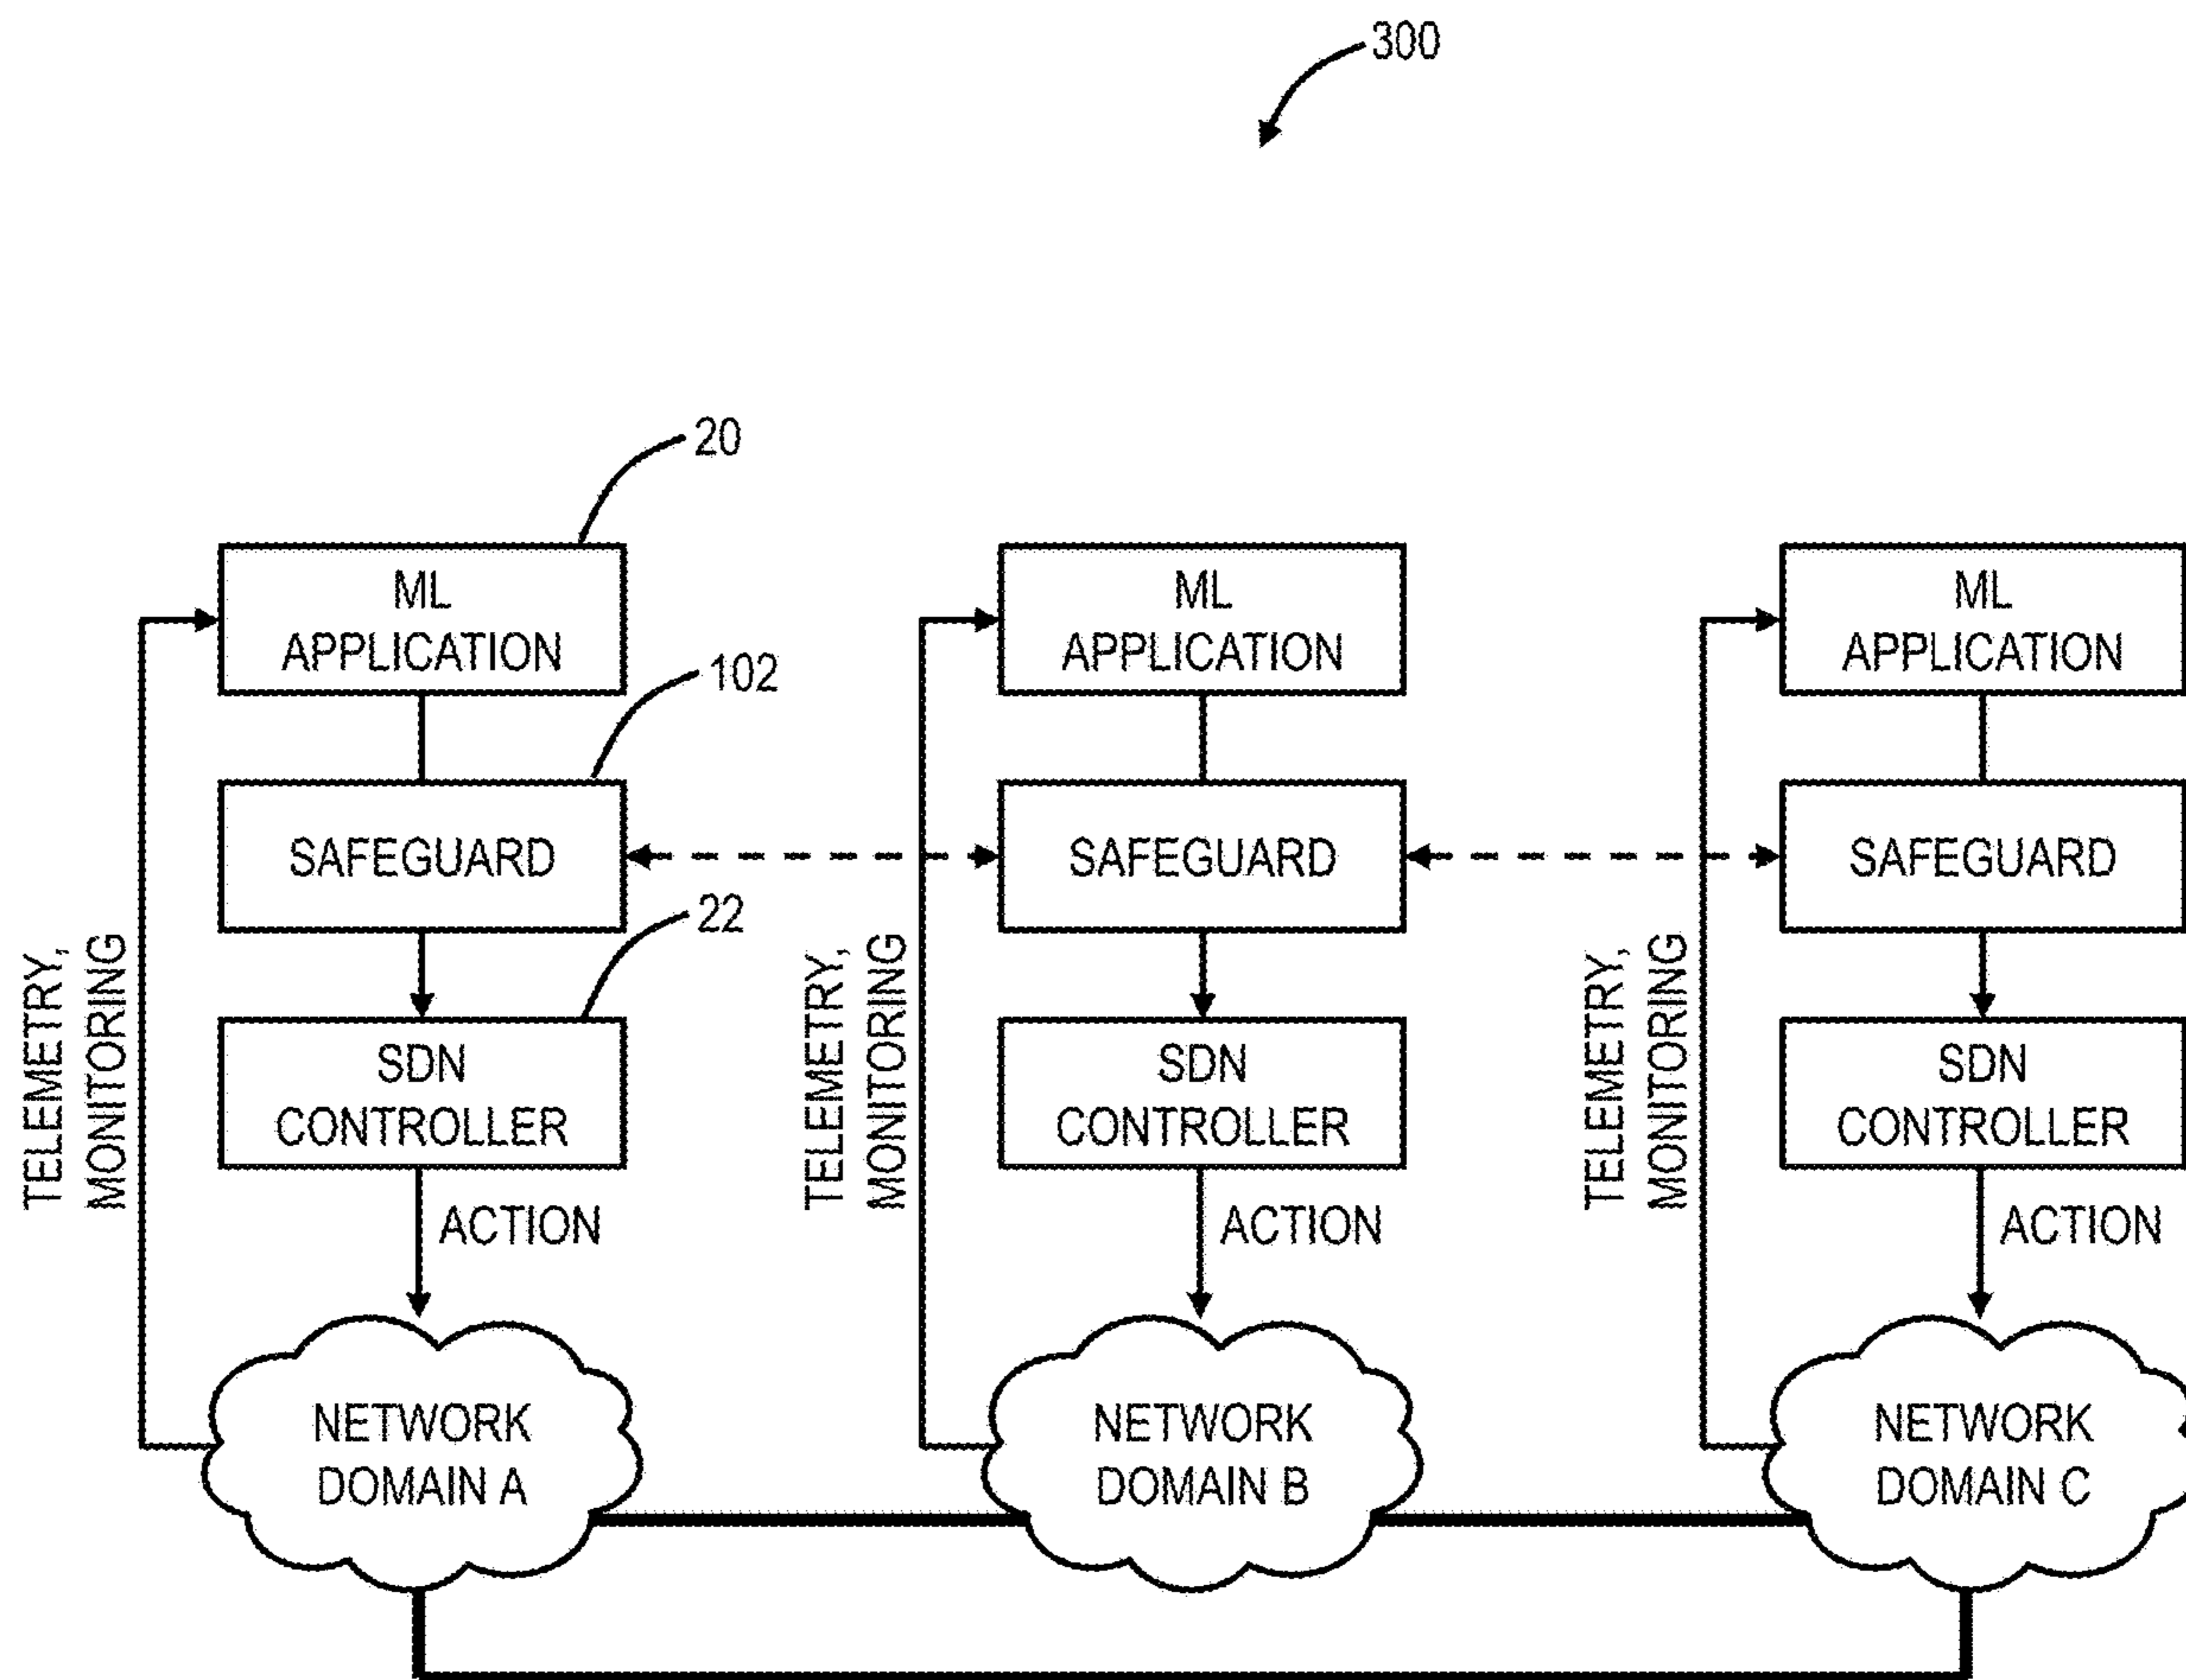 300
20
ML
APPLICATION
ML
APPLICATION
ML
APPLICATION
102
SAFEGUARD
SAFEGUARD
SAFEGUARD
22
TELEMETRY,
MONITORING
TELEMETRY,
MONITORING
TELEMETRY,
MONITORING
SDN
CONTROLLER
SDN
CONTROLLER
SDN
CONTROLLER
ACTION
ACTION
ACTION
NETWORK
DOMAIN A
NETWORK
DOMAIN B
NETWORK
DOMAIN C